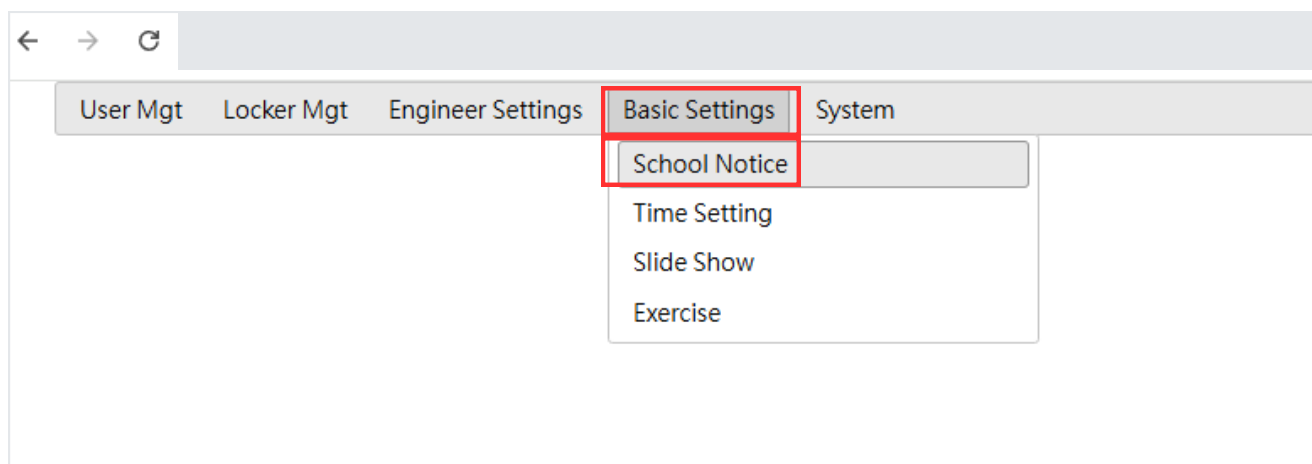 User Mgt Locker Mgt Engineer Settings Basic Settings System
School Notice
Time Setting
Slide Show
Exercise